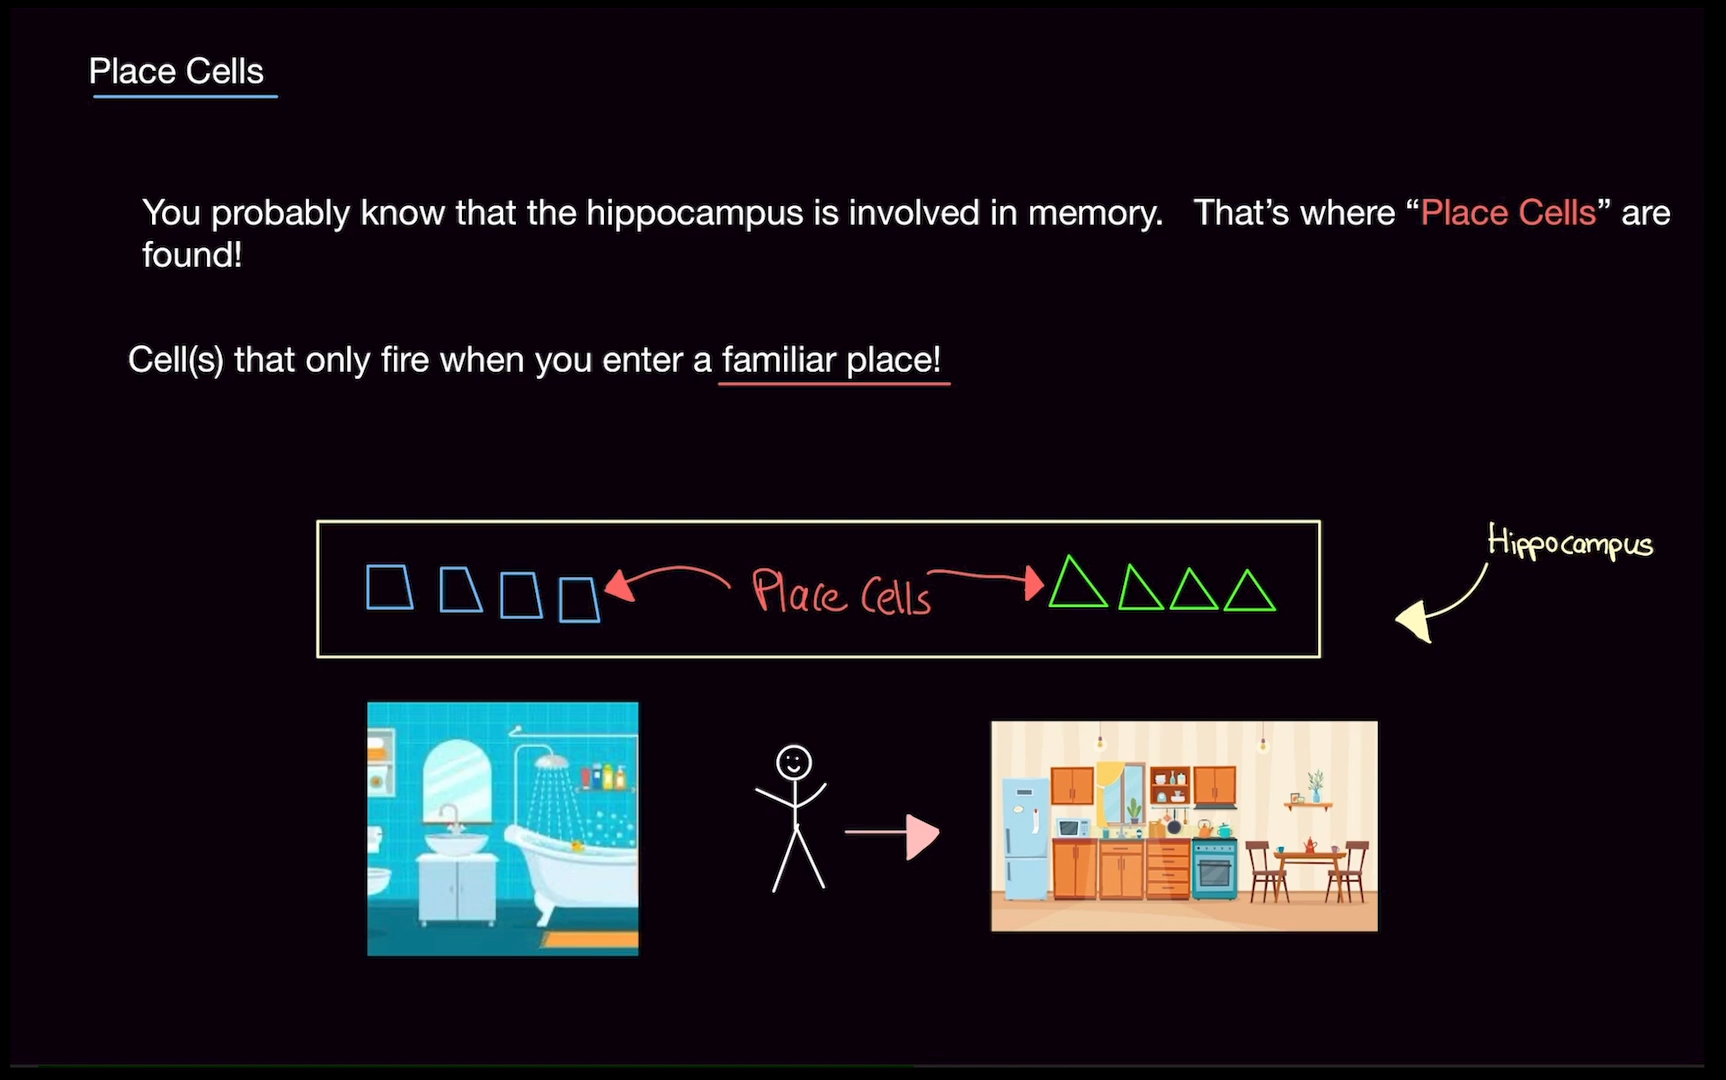 Place Cells
You probably know that the hippocampus is involved in memory. That’s where “Place Cells” are
found!
Cell(s) that only fire when you enter a familiar place!
Hippocampus
Place Cells